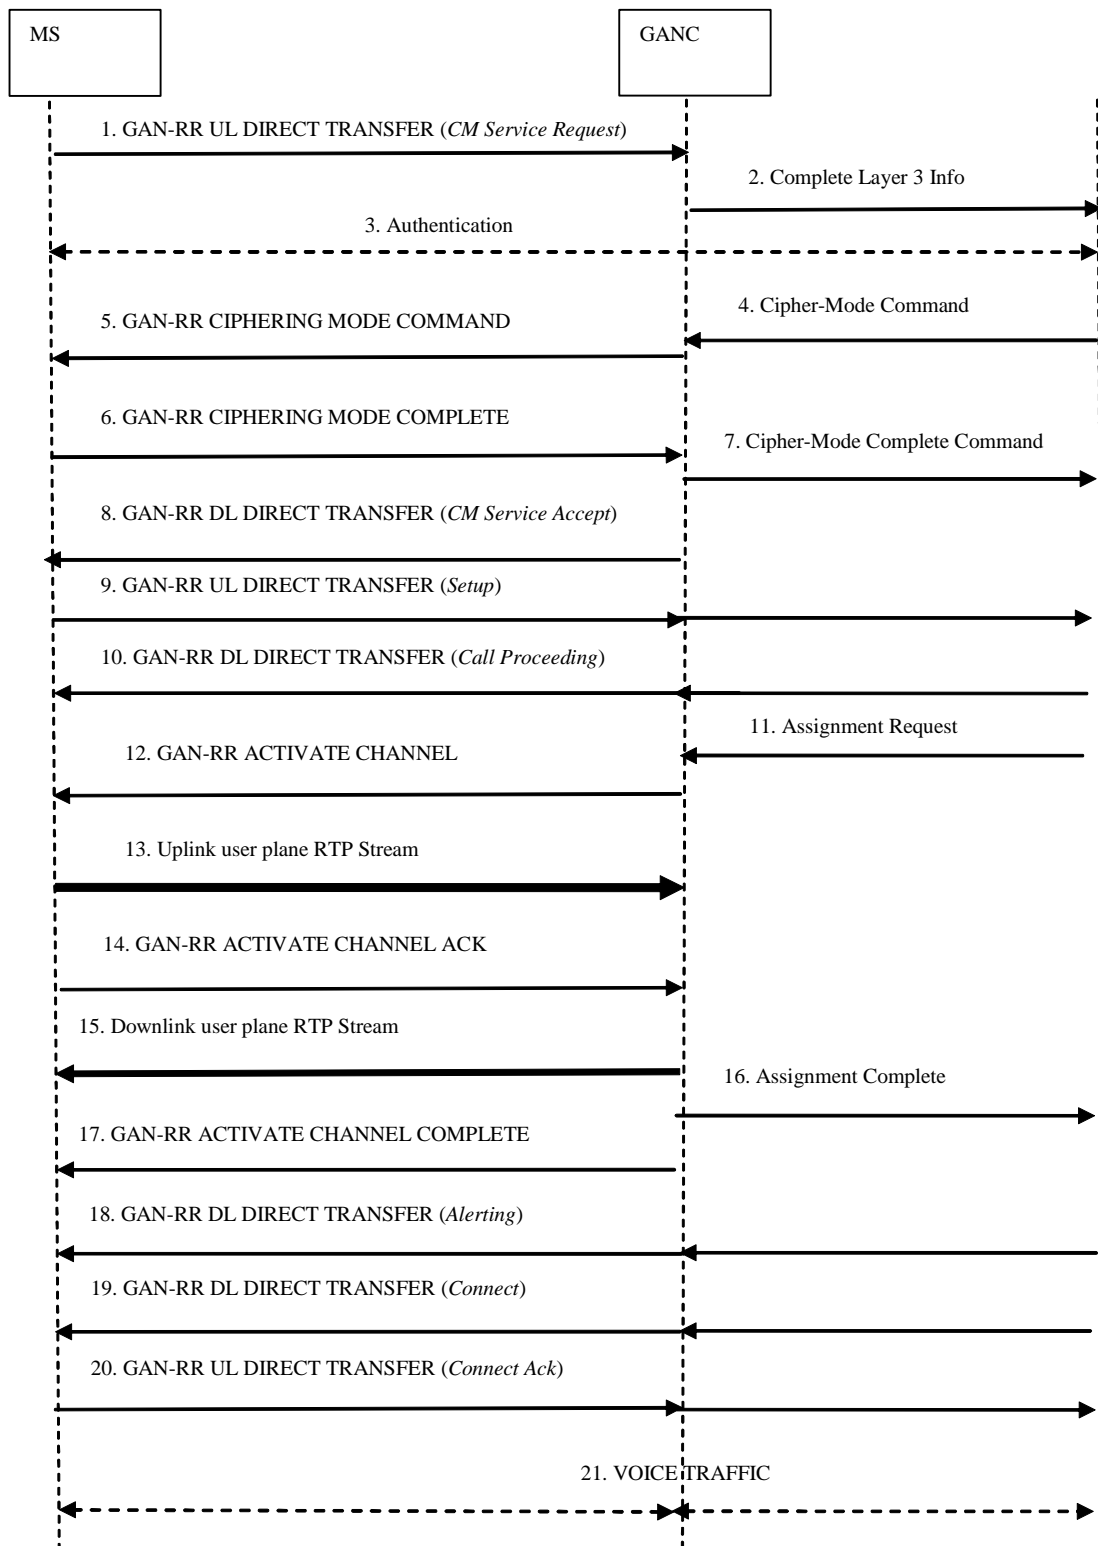 MS
GANC
1. GAN-RR UL DIRECT TRANSFER (CM Service Request)
2. Complete Layer 3 Info
3. Authentication
4. Cipher-Mode Command
5. GAN-RR CIPHERING MODE COMMAND
6. GAN-RR CIPHERING MODE COMPLETE
7. Cipher-Mode Complete Command
8. GAN-RR DL DIRECT TRANSFER (CM Service Accept)
9. GAN-RR UL DIRECT TRANSFER (Setup)
10. GAN-RR DL DIRECT TRANSFER (Call Proceeding)
11. Assignment Request
12. GAN-RR ACTIVATE CHANNEL
13. Uplink user plane RTP Stream
14. GAN-RR ACTIVATE CHANNEL ACK
15. Downlink user plane RTP Stream
16. Assignment Complete
17. GAN-RR ACTIVATE CHANNEL COMPLETE
18. GAN-RR DL DIRECT TRANSFER (Alerting)
19. GAN-RR DL DIRECT TRANSFER (Connect)
20. GAN-RR UL DIRECT TRANSFER (Connect Ack)
21. VOICE TRAFFIC